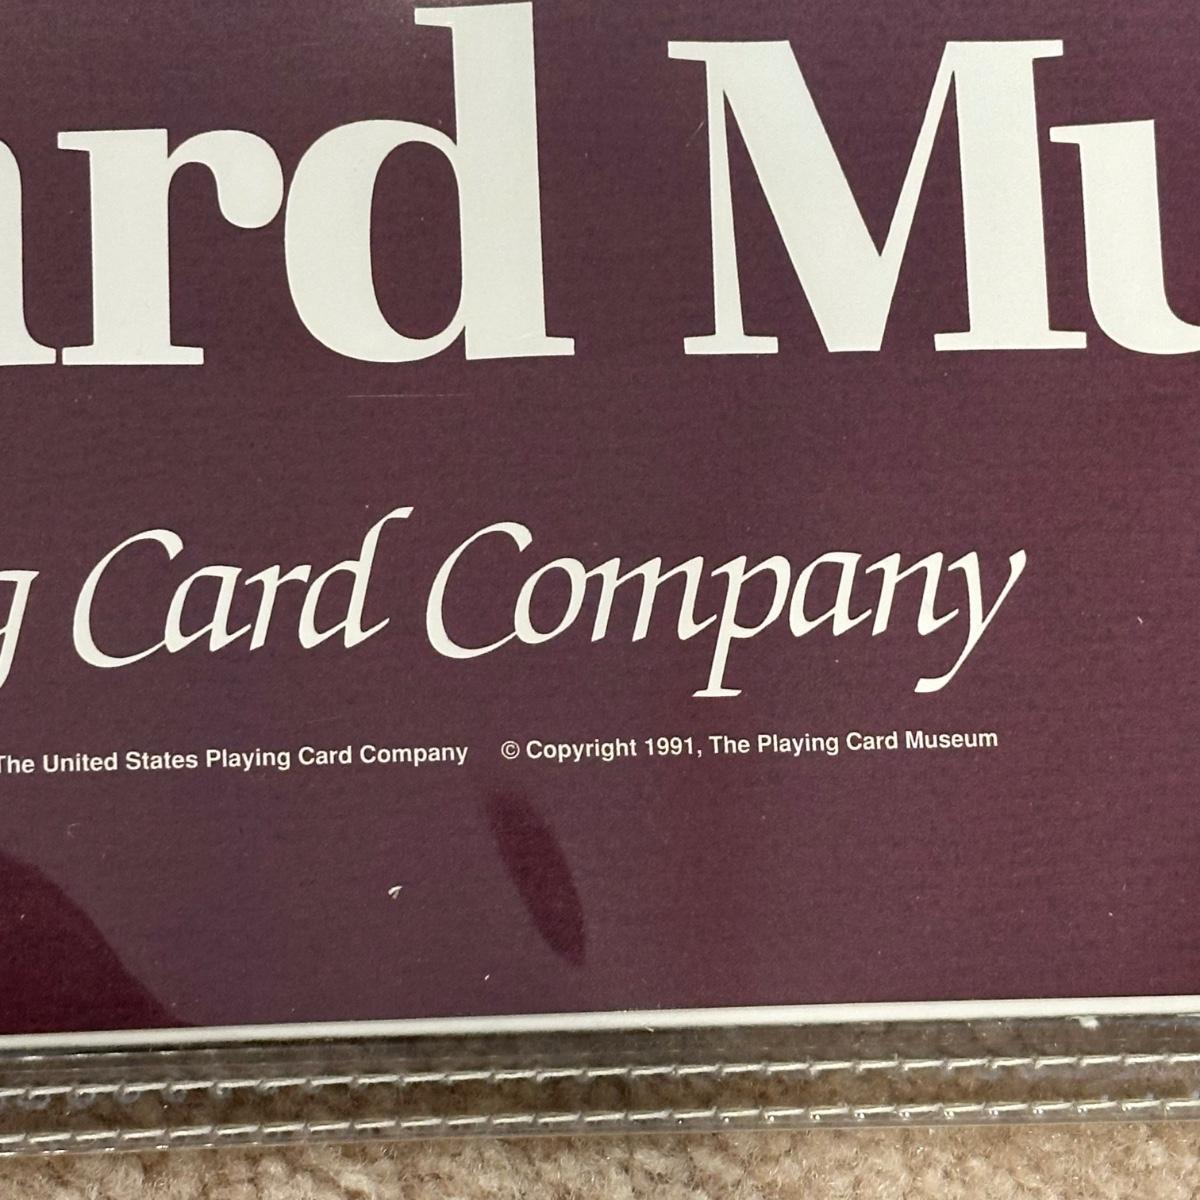 ard Mu
g Card Company
The United States Playing Card Company © Copyright 1991, The Playing Card Museum